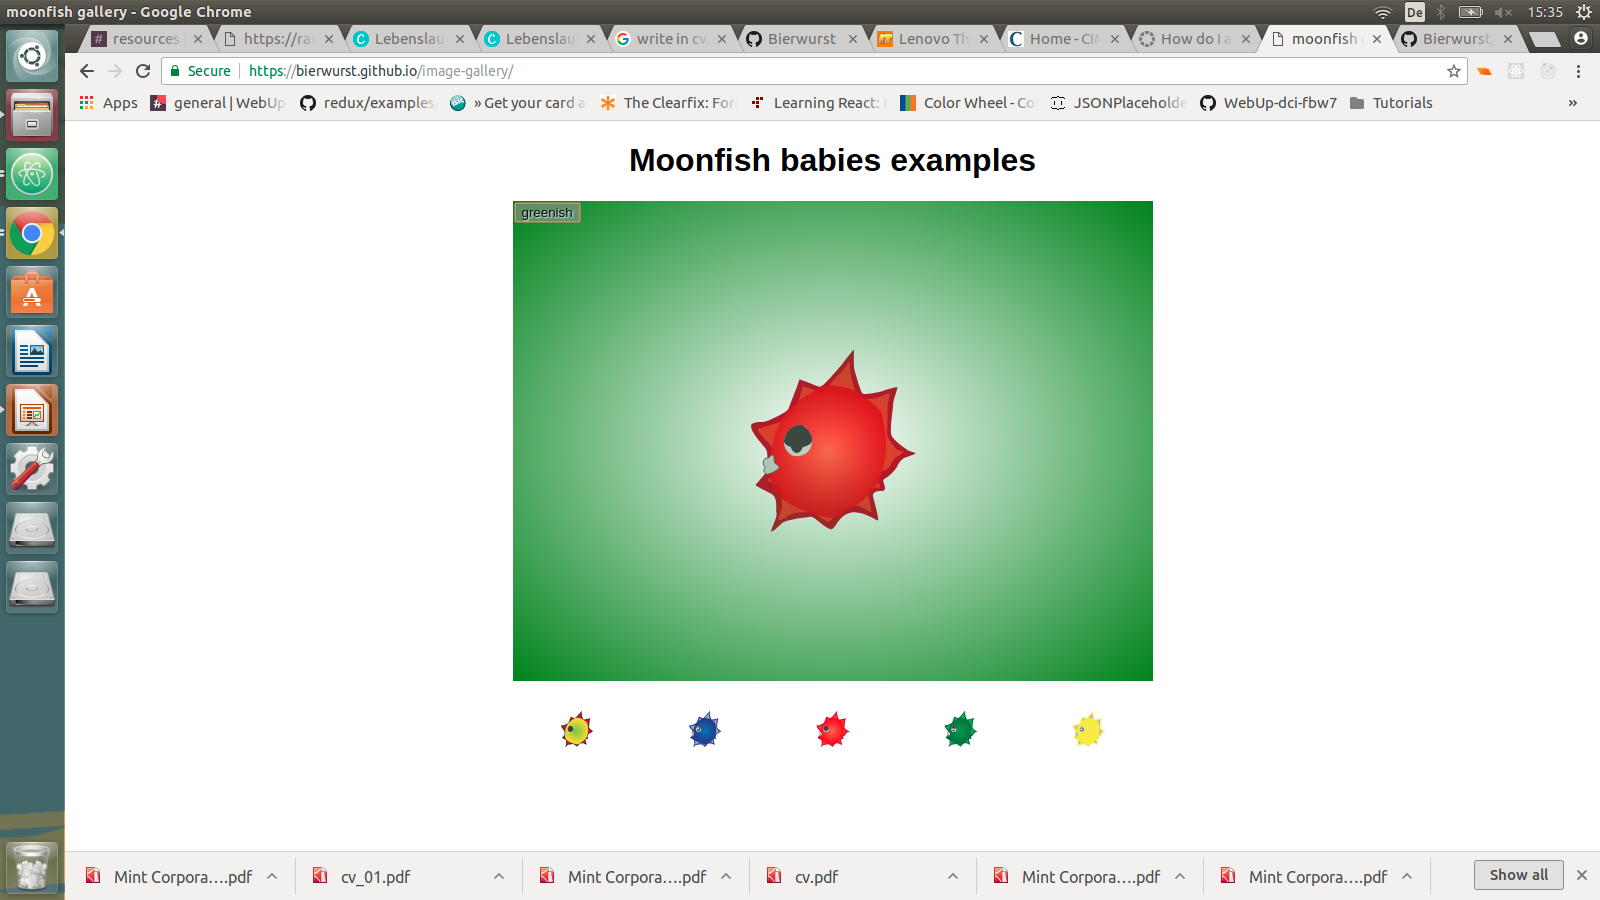 moonfish gallery - Google Chrome
De
15:35
resources
https://ra
Lebenslau
Lebenslau
write in cv
Bierwurst
Lenovo Th
Home - CI
How do I a
moonfish
Bierwurst
Secure
https://bierwurst.github.io/image-gallery/
Apps
general | WebUp
redux/examples
» Get your card a
The Clearfix: For
Learning React:
Color Wheel - Co
JSONPlaceholde
WebUp-dci-fbw7
Tutorials
»
Moonfish babies examples
greenish
Mint Corpora....pdf
cv_01.pdf
Mint Corpora....pdf
cv.pdf
Mint Corpora....pdf
Mint Corpora....pdf
Show all